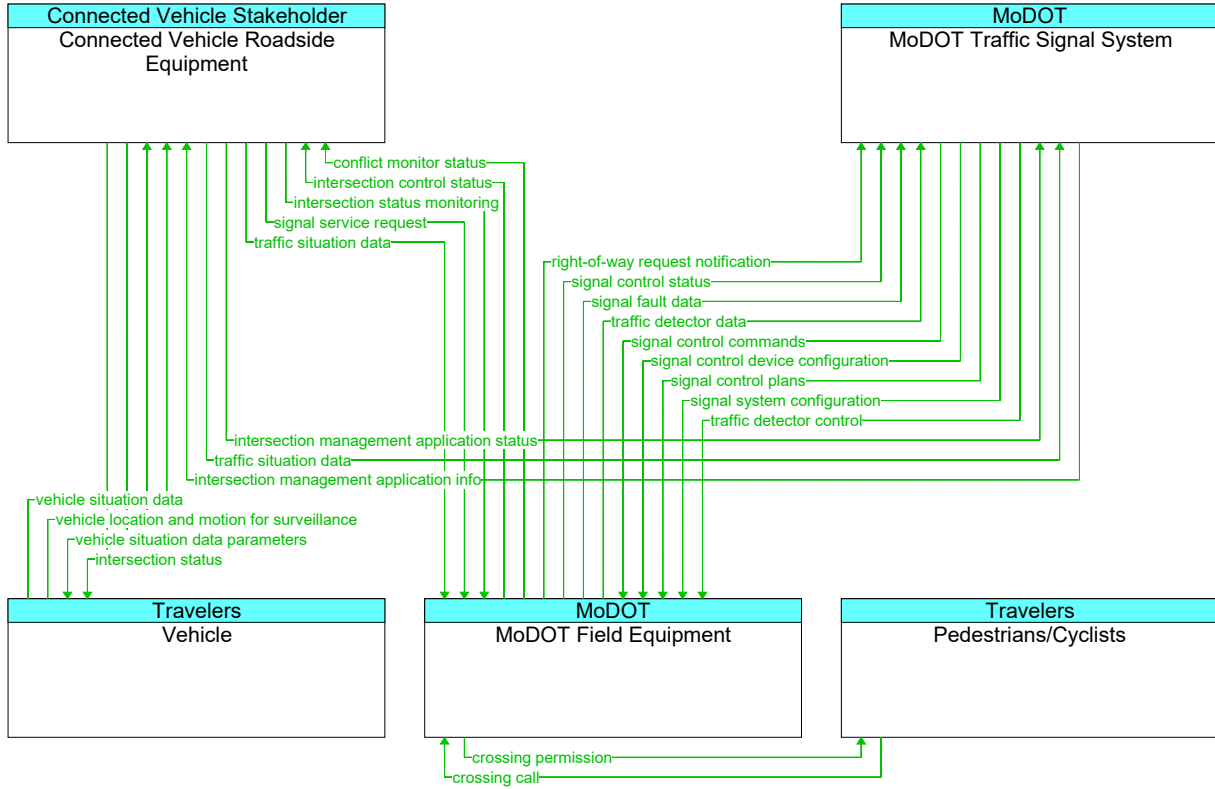 Connected Vehicle Stakeholder
Connected Vehicle Roadside
Equipment
MoDOT
MoDOT Traffic Signal System
conflict monitor status
intersection control status
intersection status monitoring
signal service request
traffic situation data
right-of-way request notification
signal control status
signal fault data
traffic detector data
signal control commands
signal control device configuration
signal control plans
signal system configuration
traffic detector control
intersection management application status
traffic situation data
intersection management application info
vehicle situation data
vehicle location and motion for surveillance
vehicle situation data parameters
intersection status
Travelers
Vehicle
MoDOT
MoDOT Field Equipment
Travelers
Pedestrians/Cyclists
crossing permission
crossing call